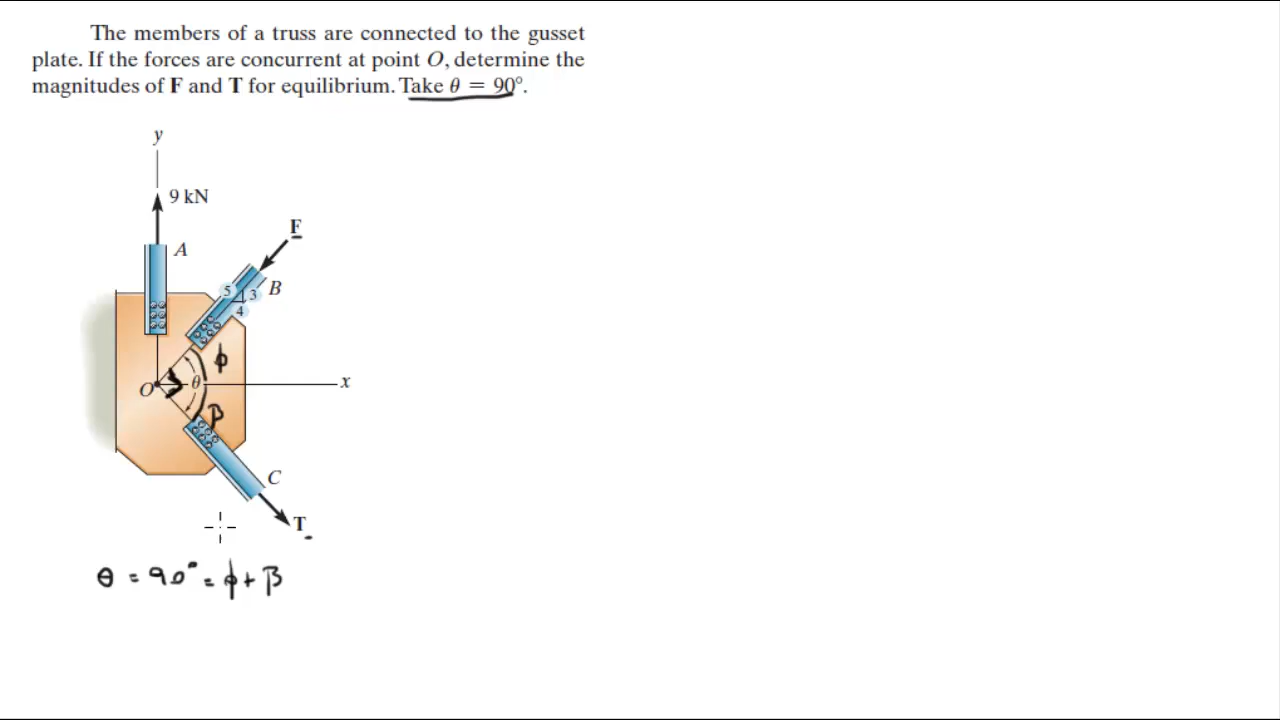 The members of a truss are connected to the gusset
plate. If the forces are concurrent at point O, determine the
magnitudes of F and T for equilibrium. Take θ = 90°.
y
9 kN
F
A
5
3
B
4
ϕ
O
θ
x
β
C
T
θ = 90° = ϕ + β